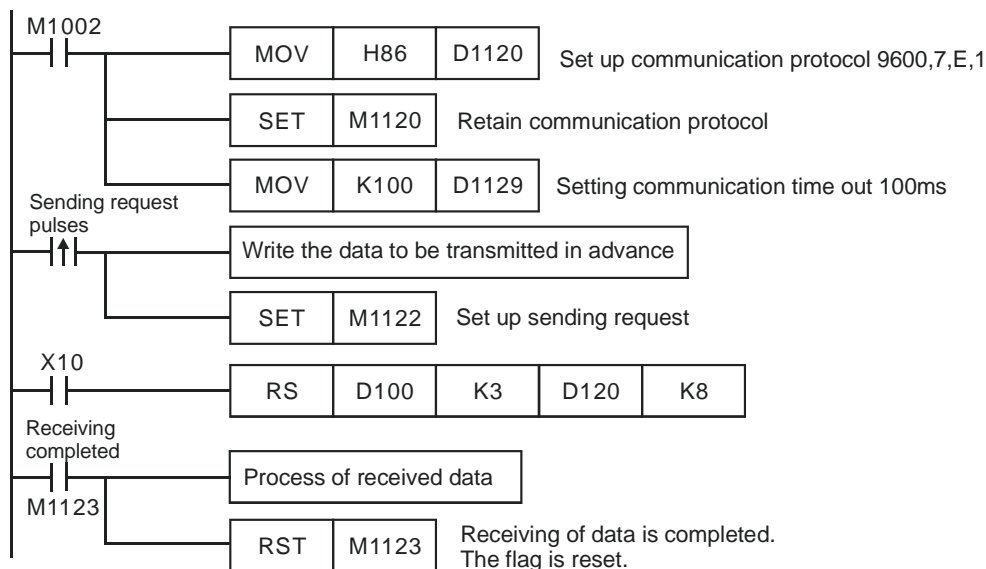 M1002
MOV H86 D1120 Set up communication protocol 9600,7,E,1
SET M1120 Retain communication protocol
MOV K100 D1129 Setting communication time out 100ms
Sending request
pulses
Write the data to be transmitted in advance
SET M1122 Set up sending request
X10
RS D100 K3 D120 K8
Receiving
completed
Process of received data
M1123
RST M1123 Receiving of data is completed.
The flag is reset.